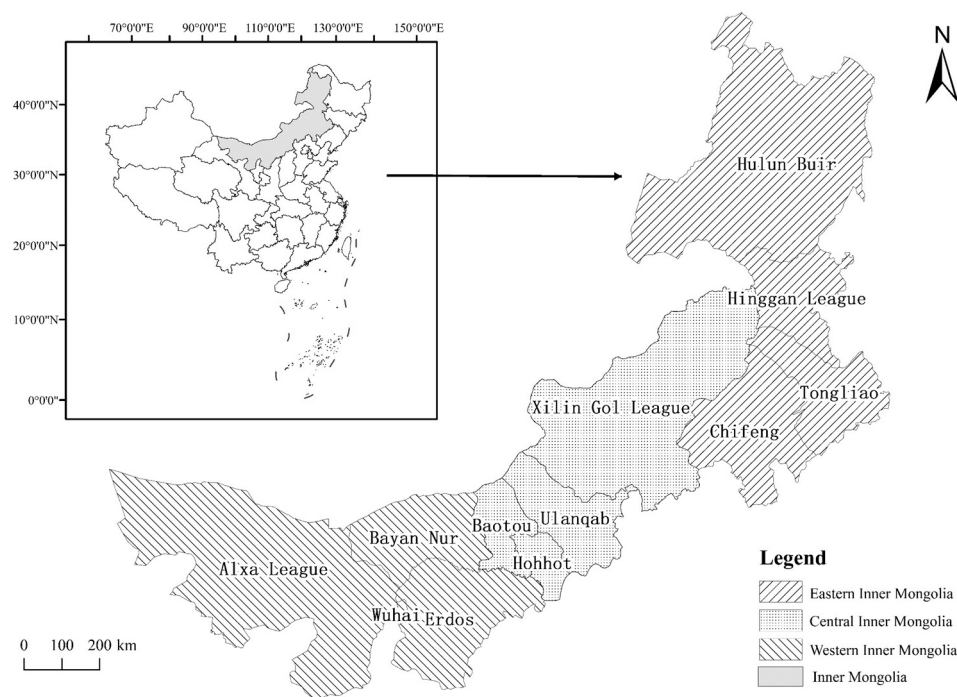 70°0'0"E 90°0'0"E 110°0'0"E 130°0'0"E 150°0'0"E
N
40°0'0"N
30°0'0"N
20°0'0"N
10°0'0"N
0°0'0"
Hulun Buir
Hinggan League
Tongliao
Xilin Gol League
Chifeng
Ulanqab
Baotou
Bayan Nur
Hohhot
Alxa League
Wuhai
Erdos
Legend
Eastern Inner Mongolia
Central Inner Mongolia
Western Inner Mongolia
Inner Mongolia
0 100 200 km